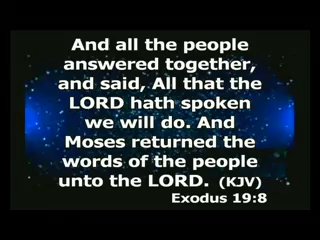 And all the people
answered together,
and said, All that the
LORD hath spoken
we will do. And
Moses returned the
words of the people
unto the LORD. (KJV)
Exodus 19:8